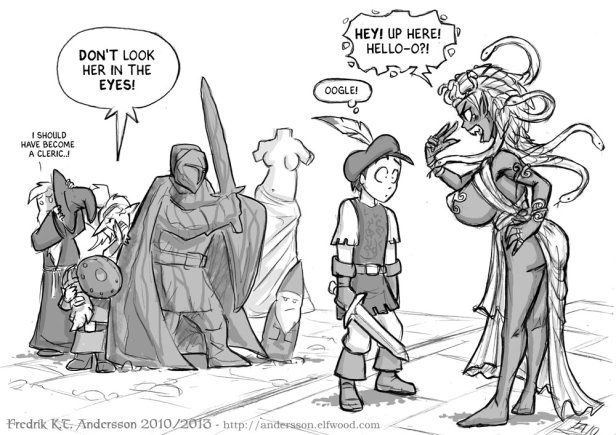 DON'T LOOK
HER IN THE
EYES!
I SHOULD
HAVE BECOME
A CLERIC..!
OOGLE!
HEY! UP HERE!
HELLO-O?!
Fredrik K.T. Andersson 2010/2013 - http://andersson.elfwood.com